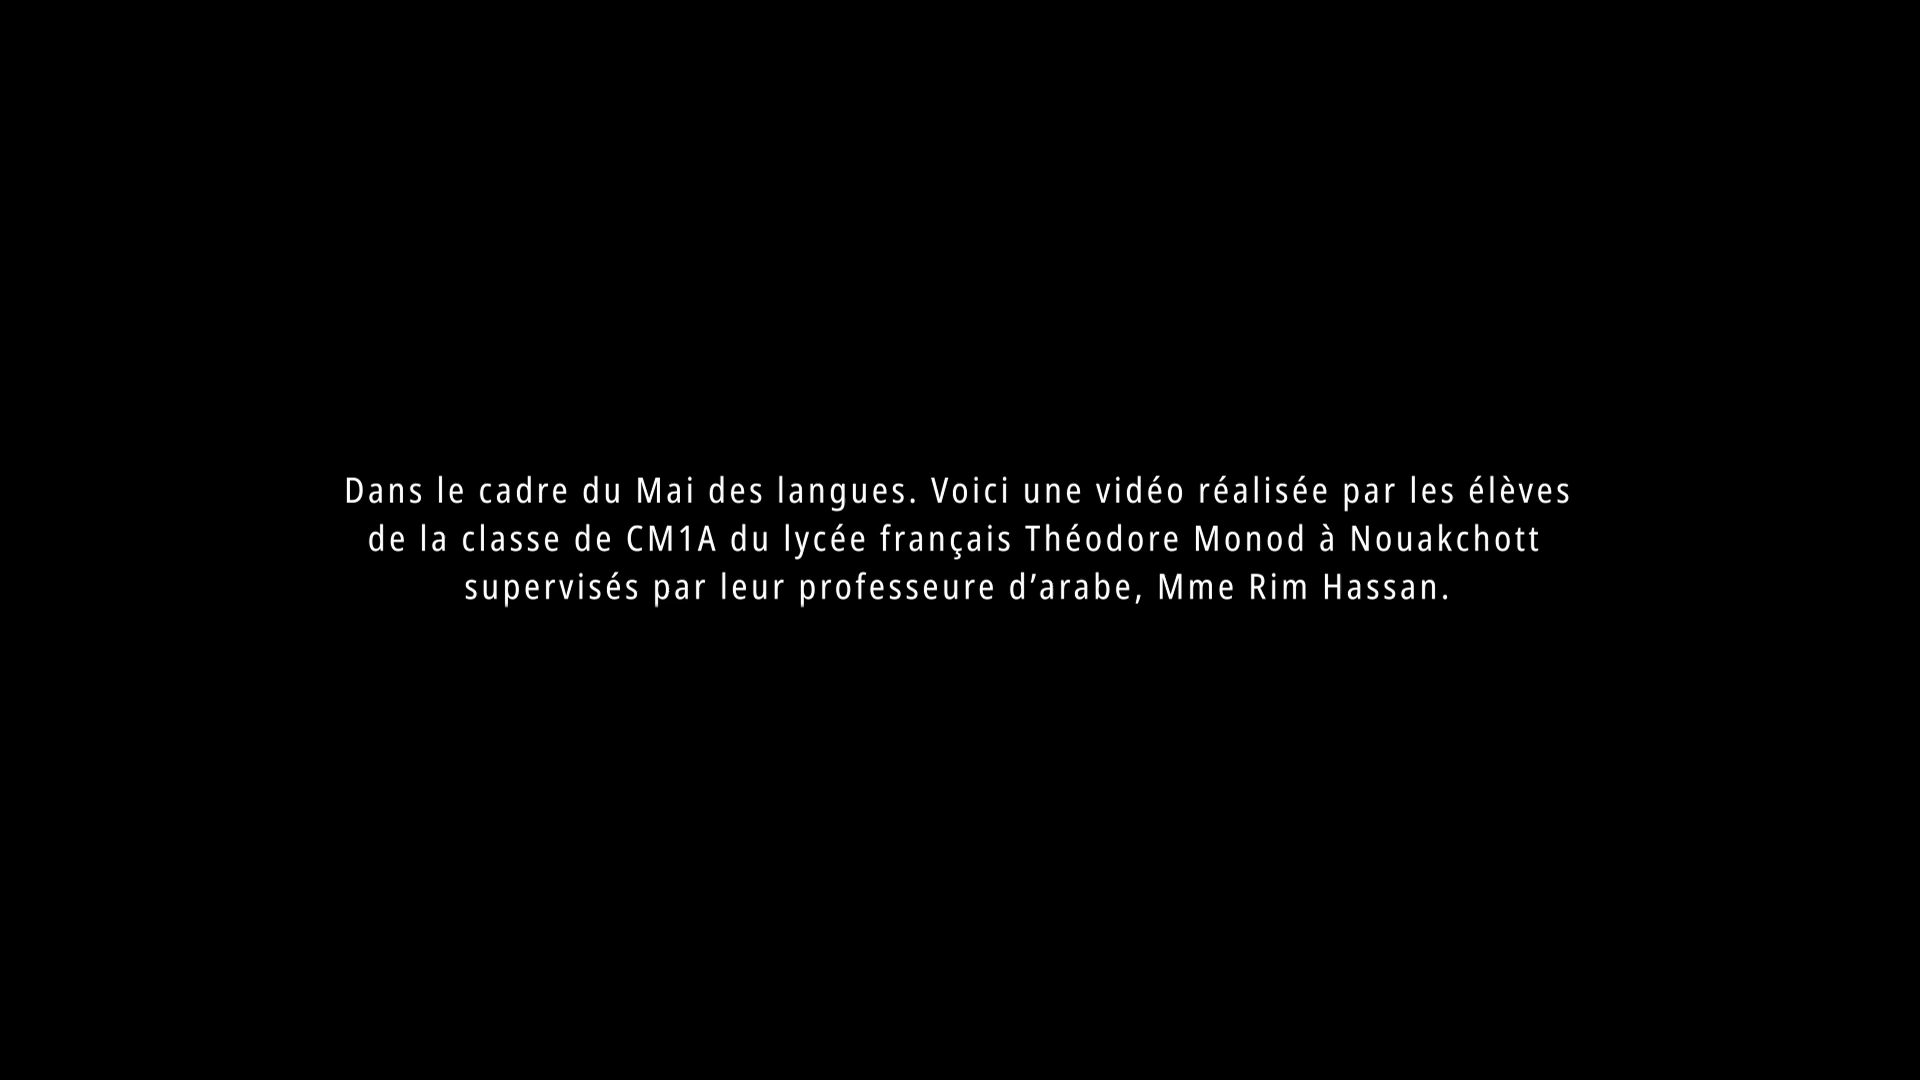 Dans le cadre du Mai des langues. Voici une vidéo réalisée par les élèves
de la classe de CM1A du lycée français Théodore Monod à Nouakchott
supervisés par leur professeure d’arabe, Mme Rim Hassan.